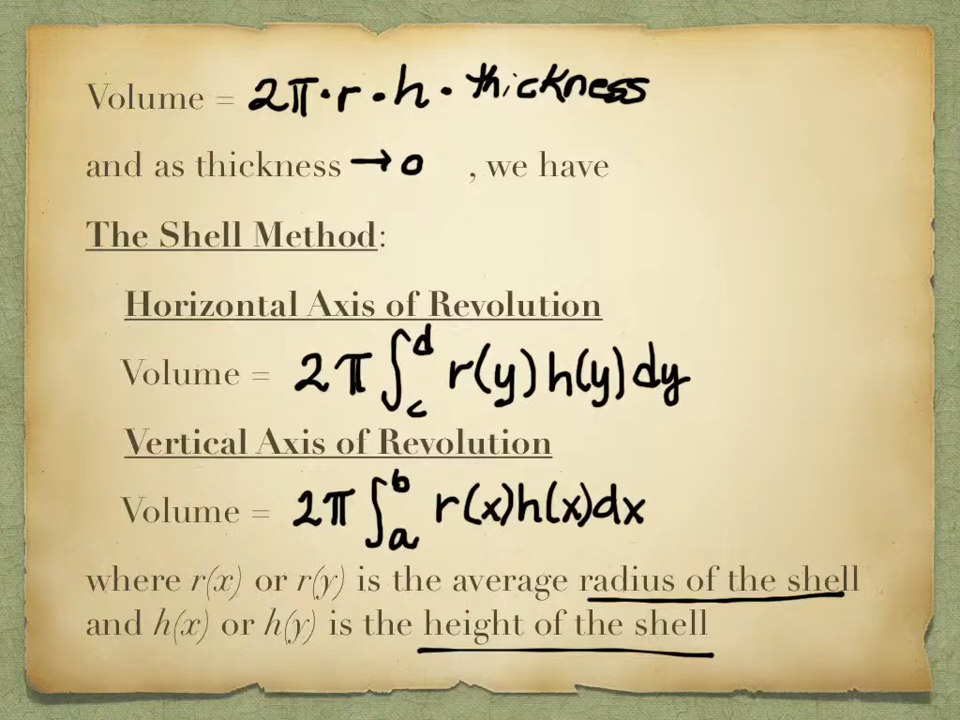 Volume = 2π · r · h · thickness
and as thickness → 0 , we have
The Shell Method:
Horizontal Axis of Revolution
Volume = 2π ∫_c^d r(y) h(y) dy
Vertical Axis of Revolution
Volume = 2π ∫_a^b r(x)h(x)dx
where r(x) or r(y) is the average radius of the shell
and h(x) or h(y) is the height of the shell